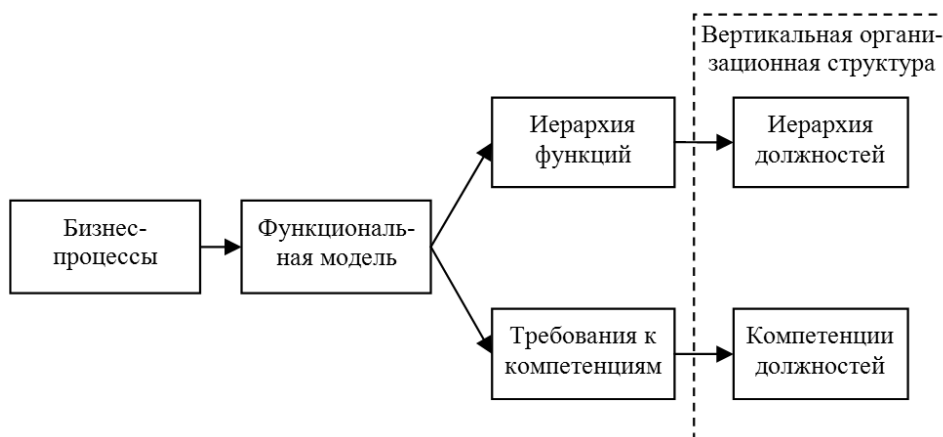 Вертикальная органи-
зационная структура
Иерархия
функций
Иерархия
должностей
Бизнес-
процессы
Функциональ-
ная модель
Требования к
компетенциям
Компетенции
должностей